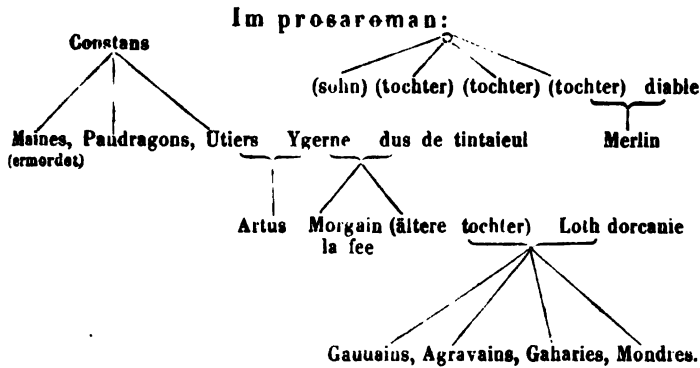 Im prosaroman:
Constans
(sohn) (tochter) (tochter) (tochter) diable
Maines, Paudragons, Utiers Ygerne dus de tintaieul Merlin
(ermordet)
Artus Morgain (ältere tochter) Loth dorcanie
la fee
Gauuains, Agravains, Gaharies, Mondres.